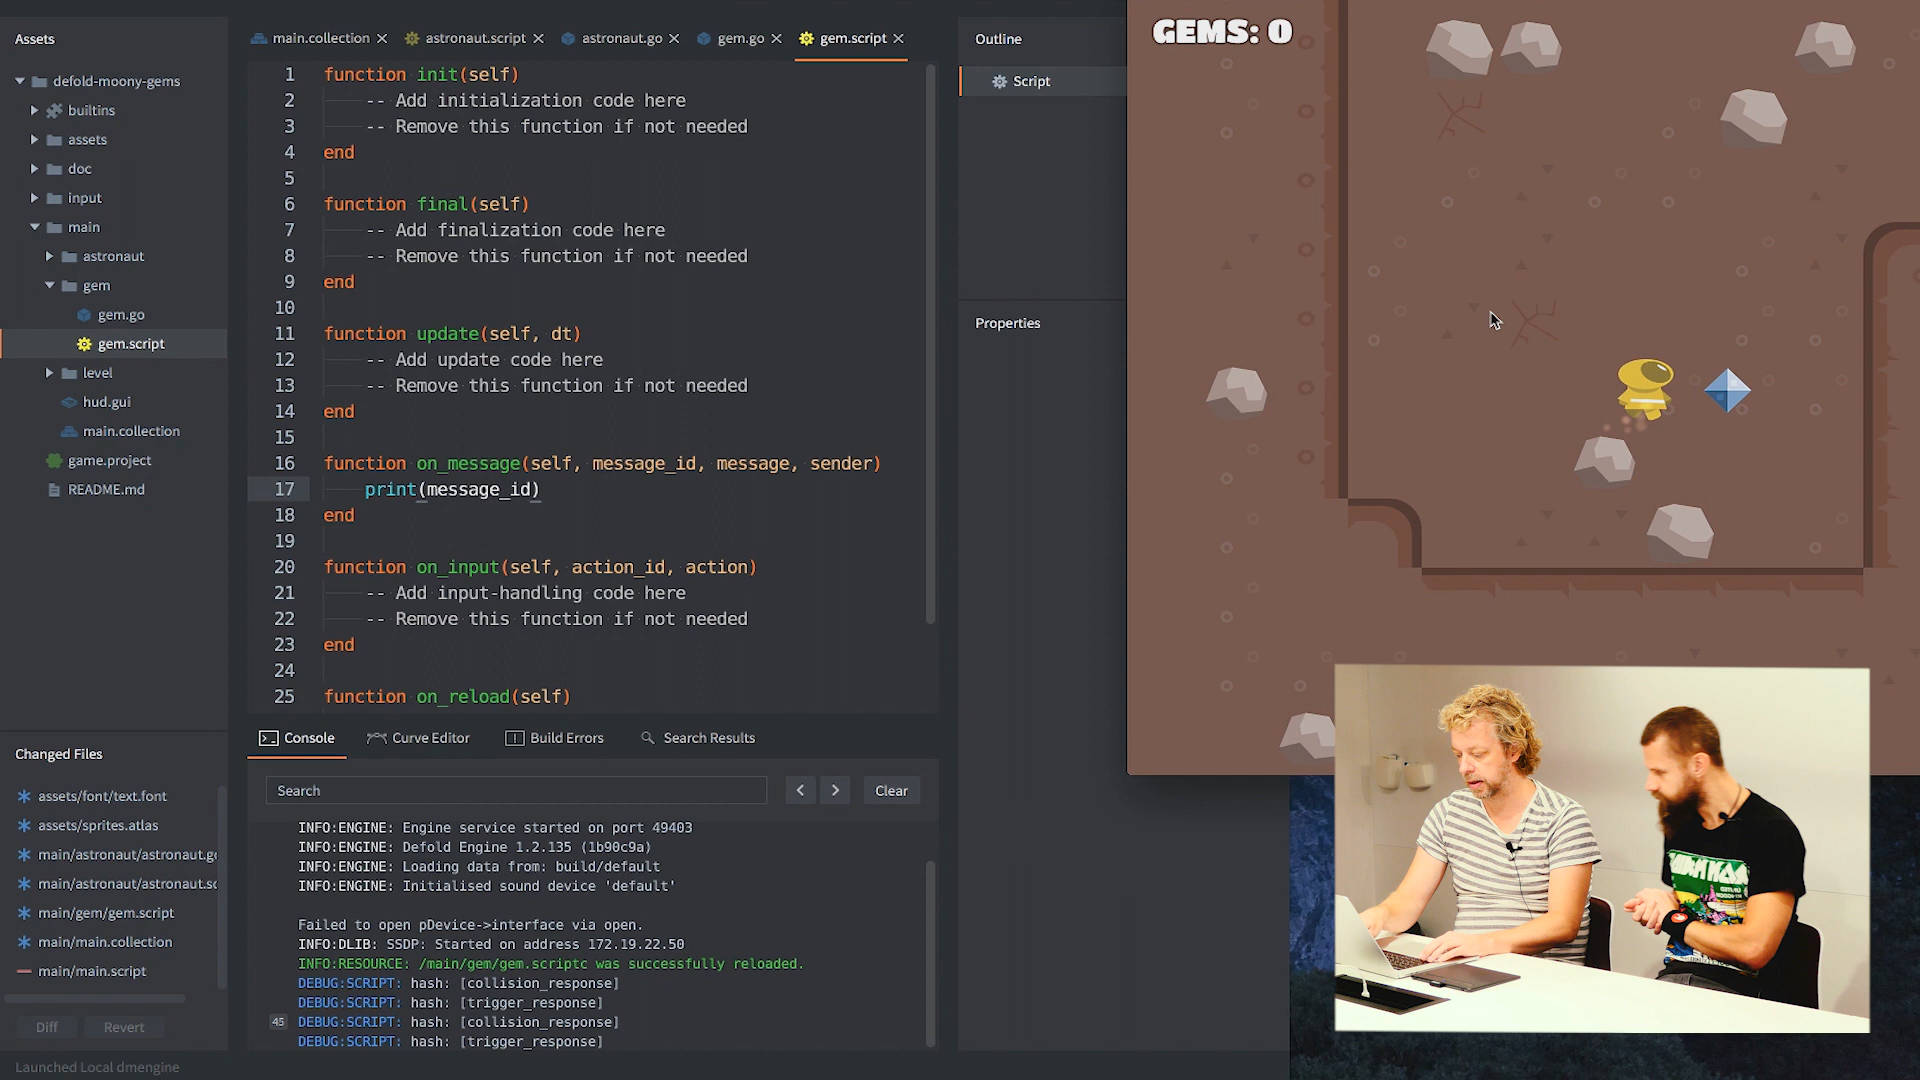 Assets
defold-moony-gems
builtins
assets
doc
input
main
astronaut
gem
gem.go
gem.script
level
hud.gui
main.collection
game.project
README.md
Changed Files
assets/font/text.font
assets/sprites.atlas
main/astronaut/astronaut.go
main/astronaut/astronaut.sc
main/gem/gem.script
main/main.collection
main/main.script
Diff Revert
Launched Local dmengine
main.collection astronaut.script astronaut.go gem.go gem.script
1 function init(self)
2 -- Add initialization code here
3 -- Remove this function if not needed
4 end
5
6 function final(self)
7 -- Add finalization code here
8 -- Remove this function if not needed
9 end
10
11 function update(self, dt)
12 -- Add update code here
13 -- Remove this function if not needed
14 end
15
16 function on_message(self, message_id, message, sender)
17 print(message_id)
18 end
19
20 function on_input(self, action_id, action)
21 -- Add input-handling code here
22 -- Remove this function if not needed
23 end
24
25 function on_reload(self)
Console Curve Editor Build Errors Search Results
Search Clear
INFO:ENGINE: Engine service started on port 49403
INFO:ENGINE: Defold Engine 1.2.135 (1b90c9a)
INFO:ENGINE: Loading data from: build/default
INFO:ENGINE: Initialised sound device 'default'
Failed to open pDevice->interface via open.
INFO:DLIB: SSDP: Started on address 172.19.22.50
INFO:RESOURCE: /main/gem/gem.scriptc was successfully reloaded.
DEBUG:SCRIPT: hash: [collision_response]
DEBUG:SCRIPT: hash: [trigger_response]
45 DEBUG:SCRIPT: hash: [collision_response]
DEBUG:SCRIPT: hash: [trigger_response]
Outline
Script
Properties
GEMS: 0